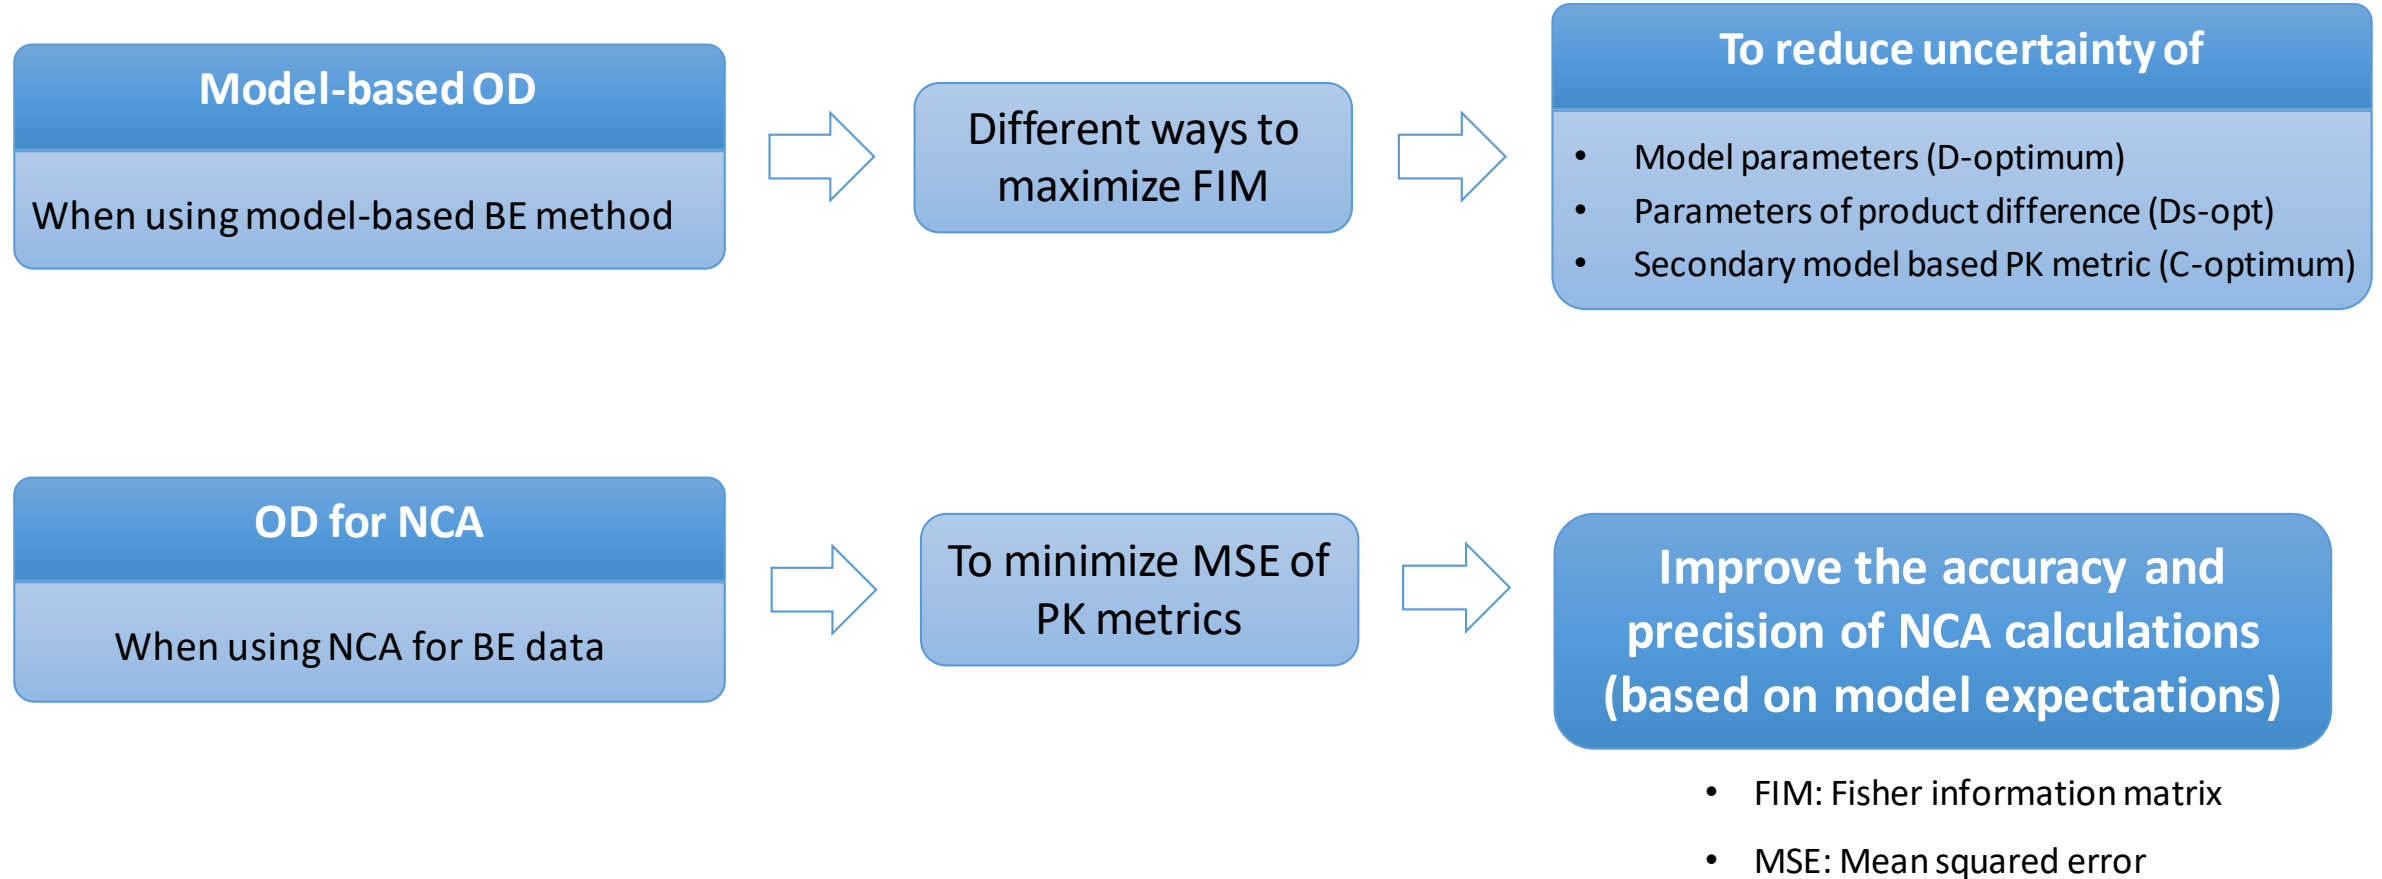 Model-based OD
When using model-based BE method
Different ways to
maximize FIM
To reduce uncertainty of
• Model parameters (D-optimum)
• Parameters of product difference (Ds-opt)
• Secondary model based PK metric (C-optimum)
OD for NCA
When using NCA for BE data
To minimize MSE of
PK metrics
Improve the accuracy and
precision of NCA calculations
(based on model expectations)
• FIM: Fisher information matrix
• MSE: Mean squared error